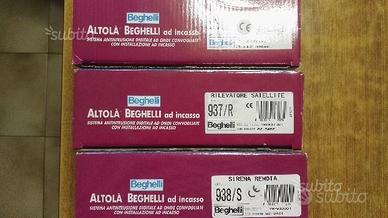 Beghelli
ALTOLÀ BEGHELLI ad incasso
SISTEMA ANTINTRUSIONE DIGITALE AD ONDE CONVOGLIATE
CON INSTALLAZIONE AD INCASSO
subito
Beghelli
ALTOLÀ BEGHELLI ad incasso
SISTEMA ANTINTRUSIONE DIGITALE AD ONDE CONVOGLIATE
CON INSTALLAZIONE AD INCASSO
RILEVATORE SATELLITE
937/R
Beghelli
Beghelli
ALTOLÀ BEGHELLI ad incasso
SISTEMA ANTINTRUSIONE DIGITALE AD ONDE CONVOGLIATE
CON INSTALLAZIONE AD INCASSO
SIRENA REMOTA
938/S
Beghelli
subito